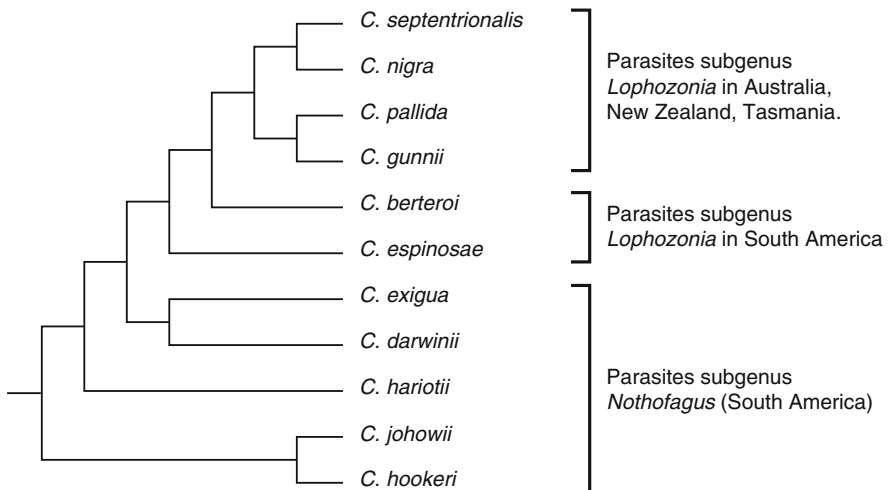 C. septentrionalis
C. nigra
C. pallida
C. gunnii
C. berteroi
C. espinosae
C. exigua
C. darwinii
C. hariotii
C. johowii
C. hookeri
Parasites subgenus
Lophozonia in Australia,
New Zealand, Tasmania.
Parasites subgenus
Lophozonia in South America
Parasites subgenus
Nothofagus (South America)